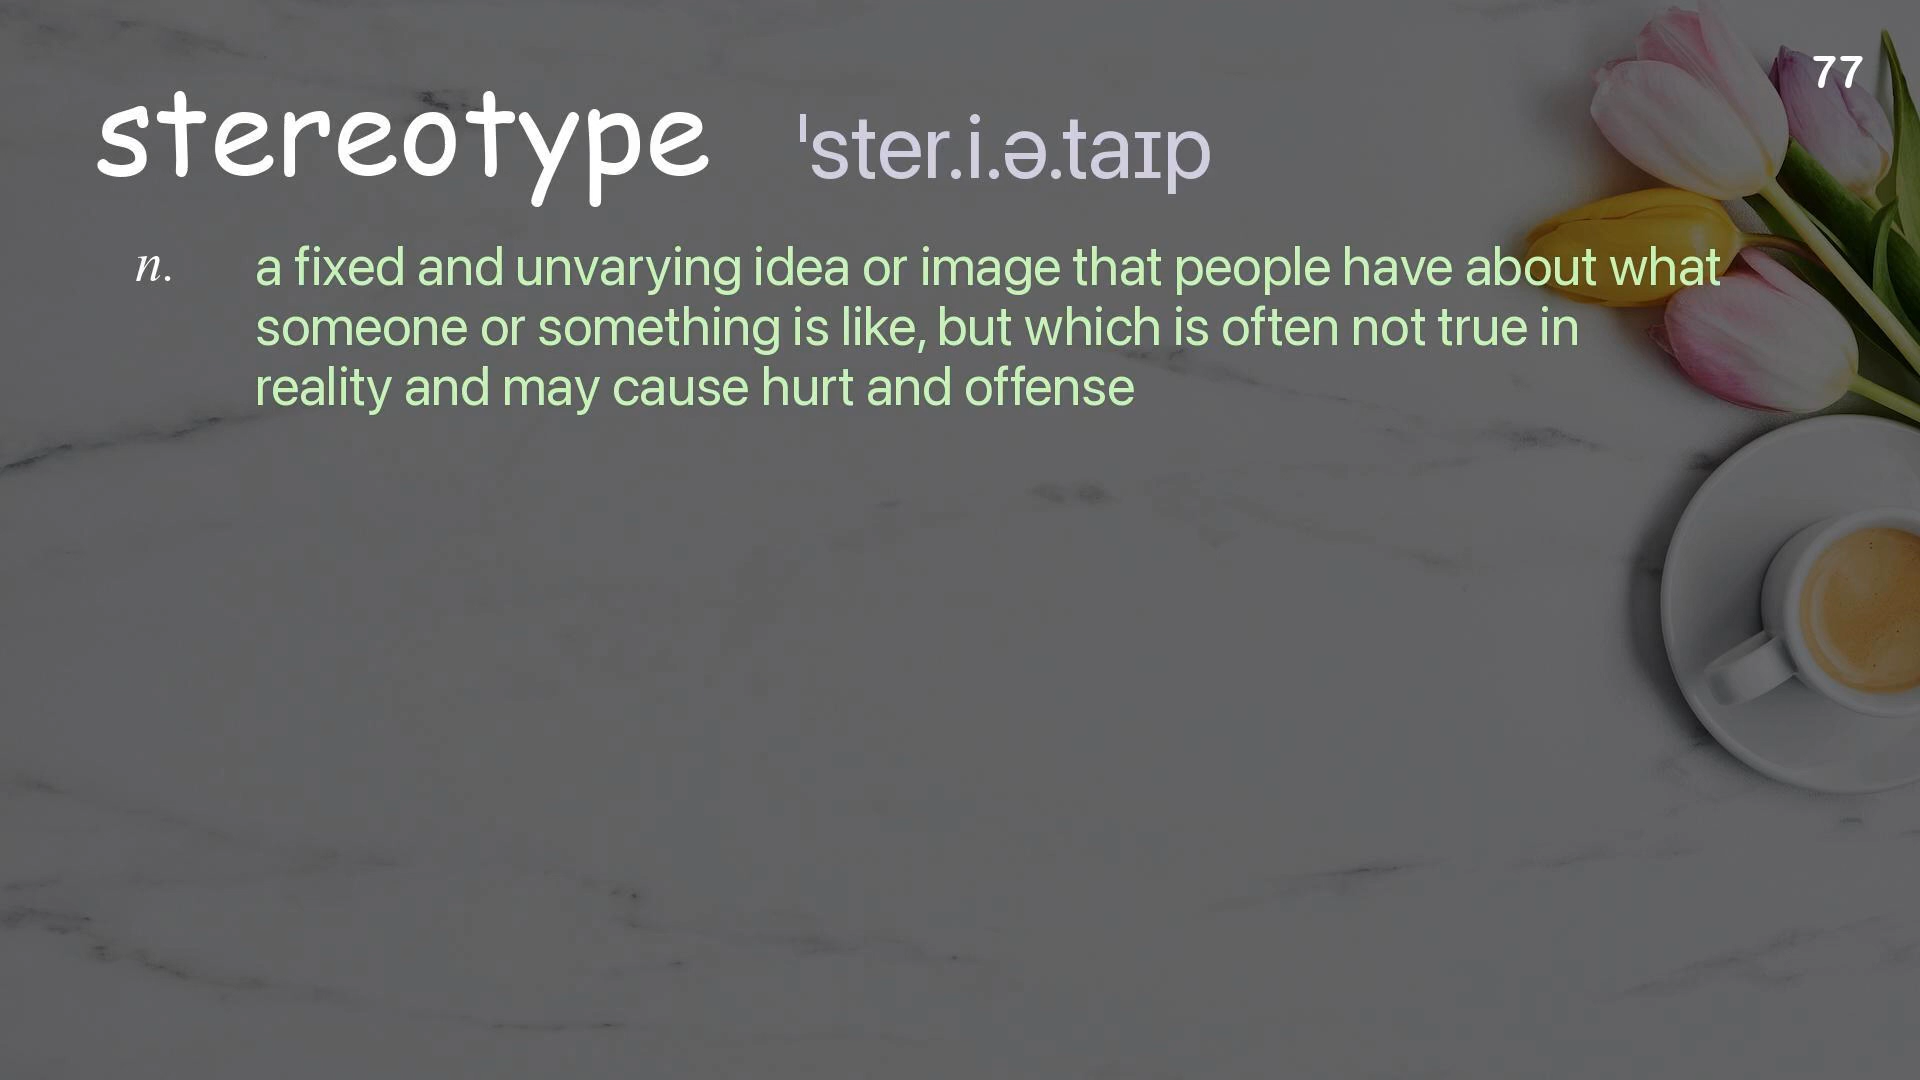 77
stereotype ˈster.i.ə.taɪp
n. a fixed and unvarying idea or image that people have about what
someone or something is like, but which is often not true in
reality and may cause hurt and offense